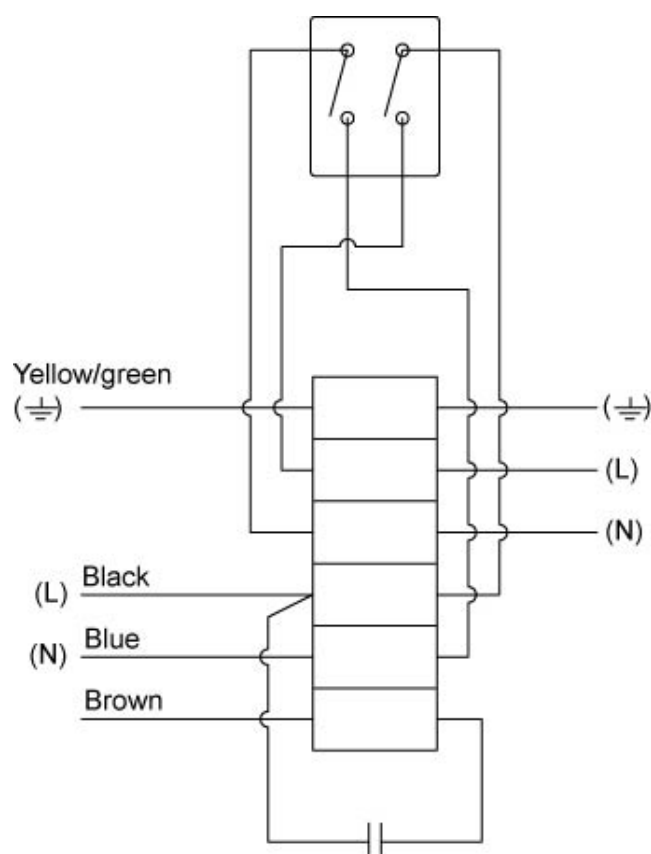 Yellow/green
(⏚) (⏚)
(L)
(N)
(L) Black
(N) Blue
Brown